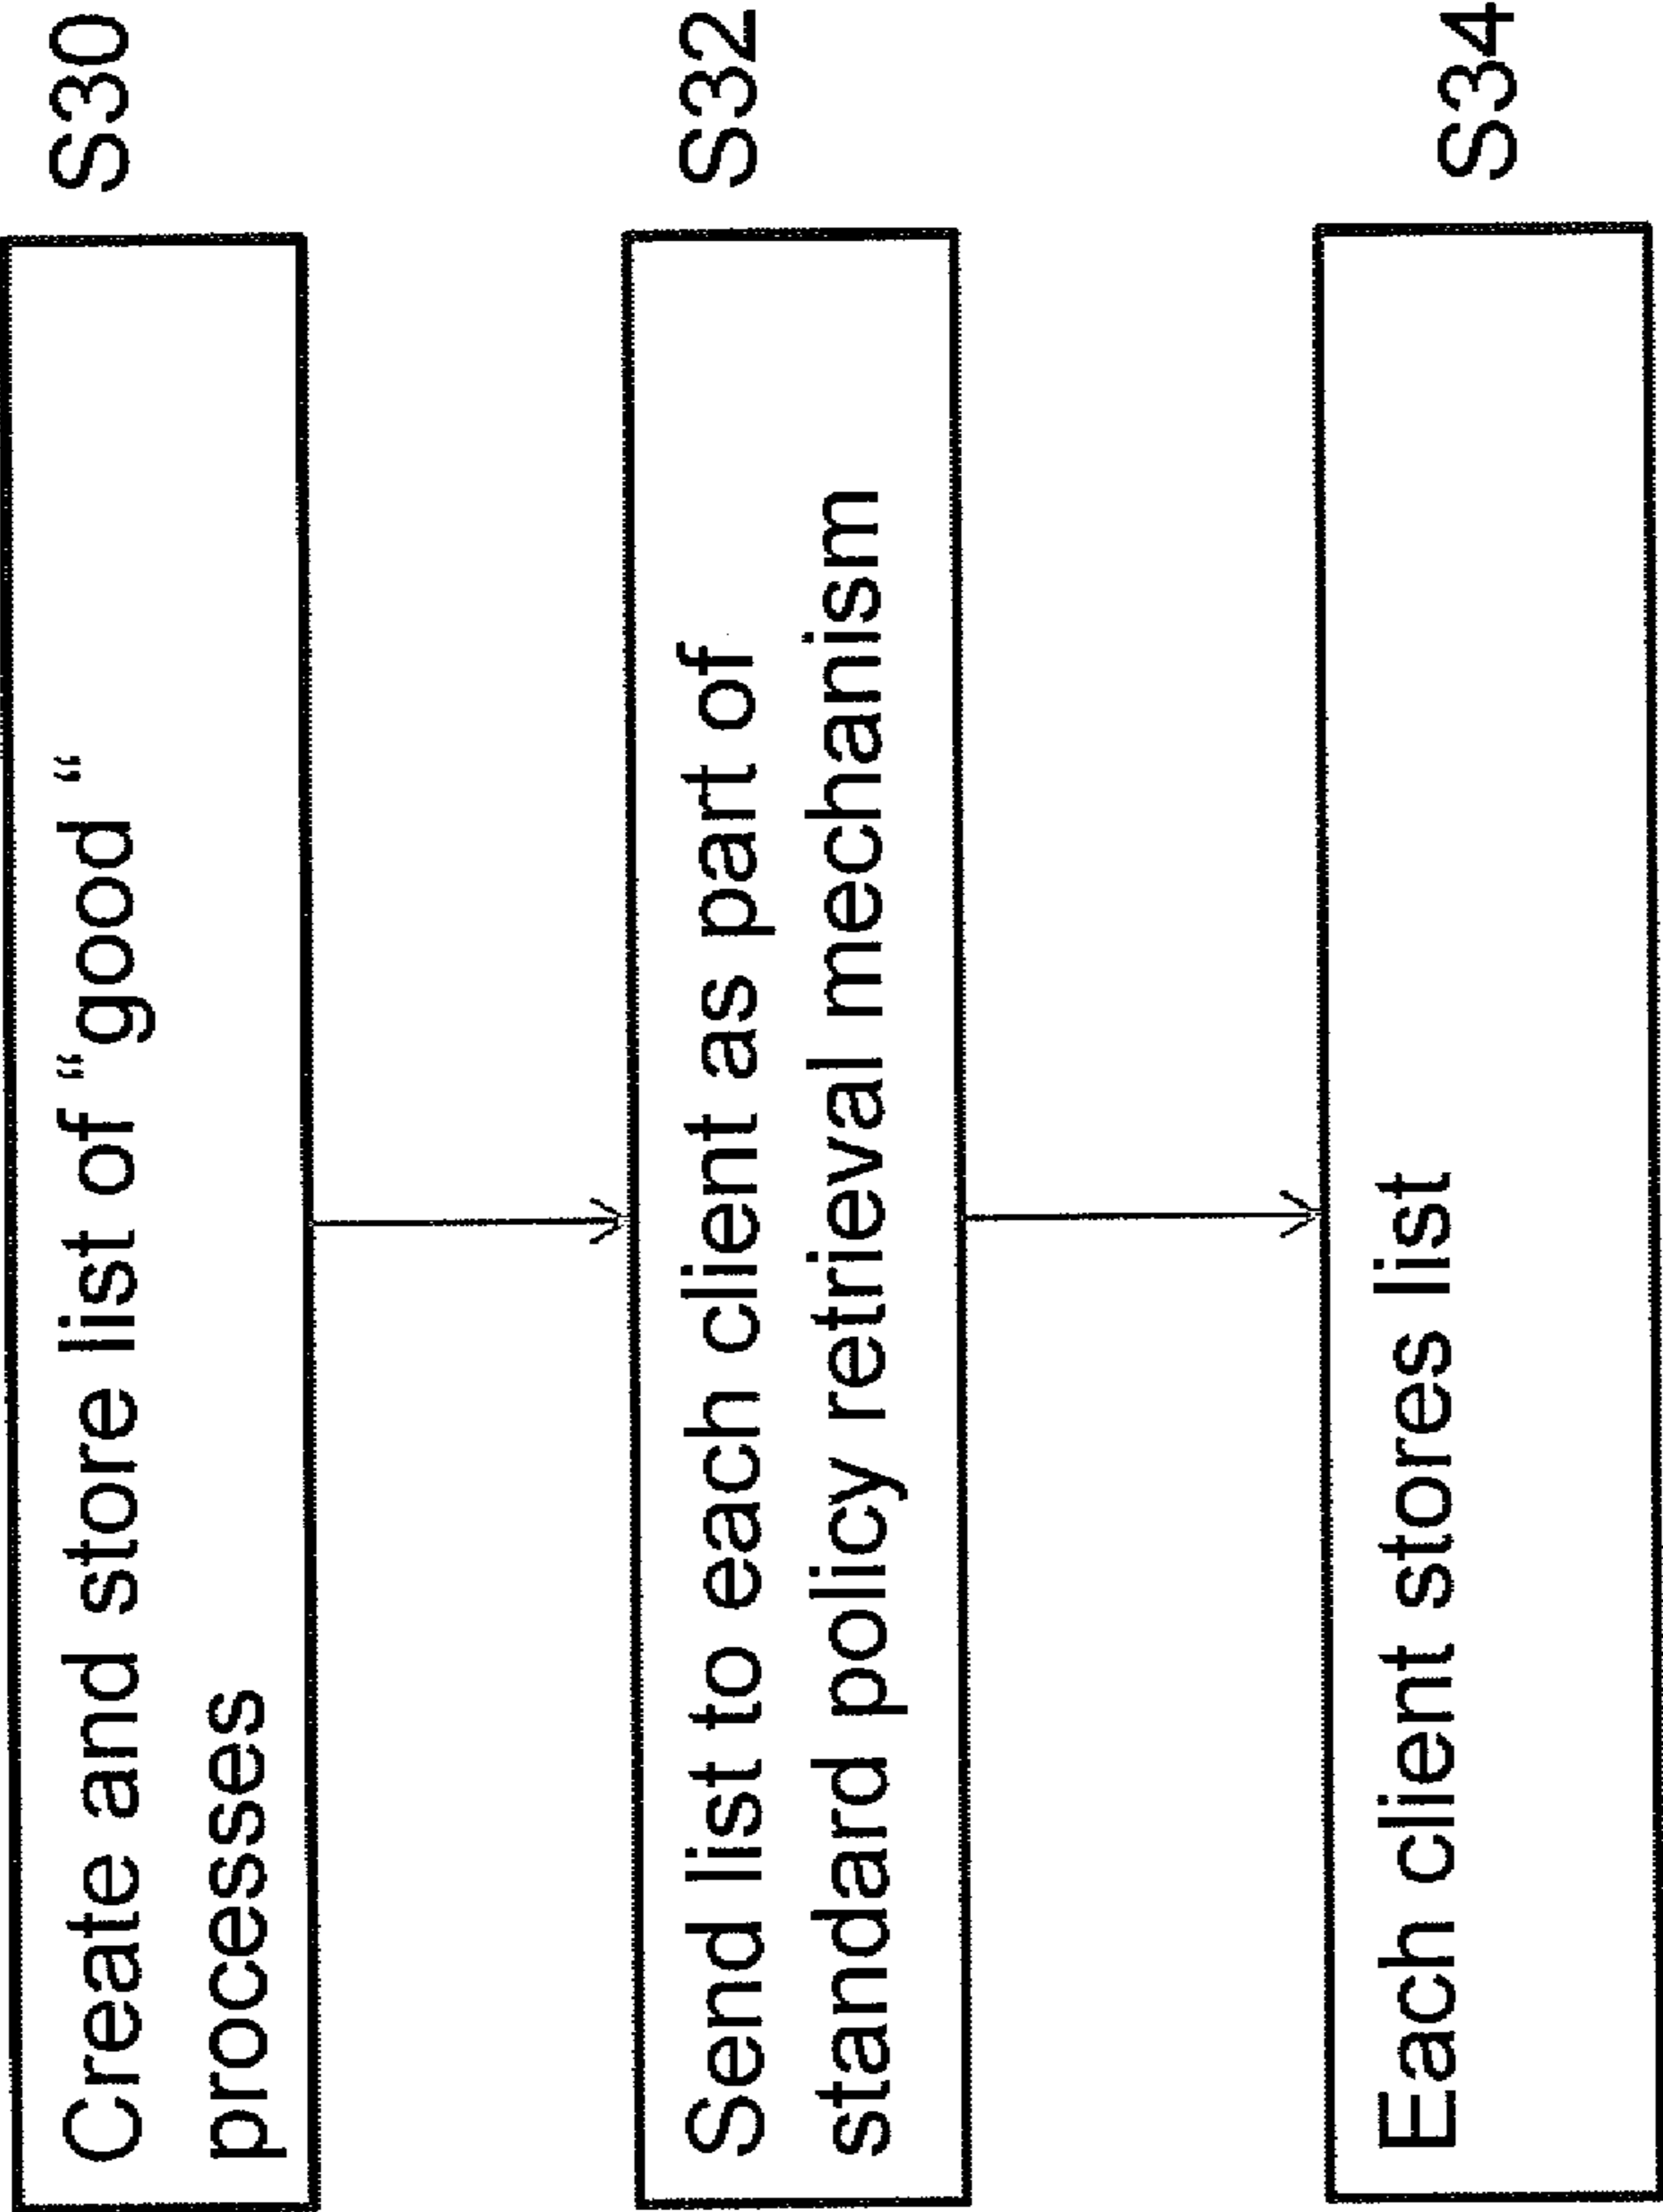 Create and store list of “good “
processes
S30
Send list to each client as part of
standard policy retrieval mechanism
S32
Each client stores list
S34